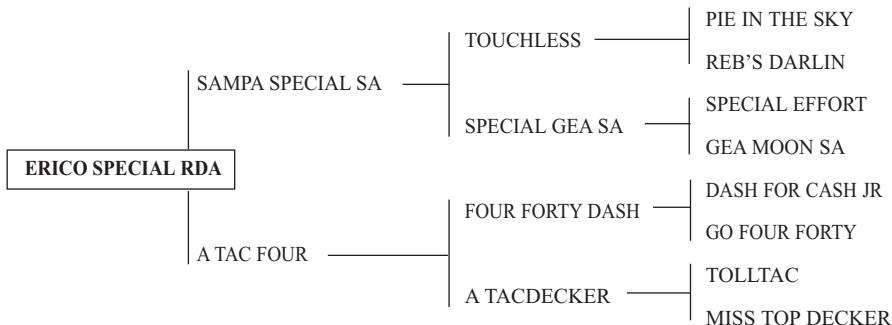 PIE IN THE SKY
TOUCHLESS
REB'S DARLIN
SAMPA SPECIAL SA
SPECIAL EFFORT
SPECIAL GEA SA
GEA MOON SA
ERICO SPECIAL RDA
DASH FOR CASH JR
FOUR FORTY DASH
GO FOUR FORTY
A TAC FOUR
TOLLTAC
A TACDECKER
MISS TOP DECKER